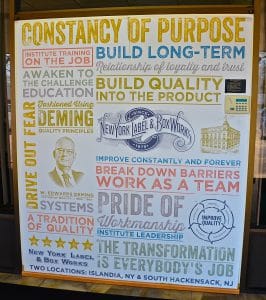 CONSTANCY OF PURPOSE
INSTITUTE TRAINING
ON THE JOB
BUILD LONG-TERM
Relationship of loyalty and trust
AWAKEN TO
THE CHALLENGE
EDUCATION
BUILD QUALITY
INTO THE PRODUCT
Fashioned Using
DEMING
QUALITY PRINCIPLES
NEW YORK LABEL & BOX WORKS
DRIVE OUT FEAR
IMPROVE CONSTANTLY AND FOREVER
BREAK DOWN BARRIERS
WORK AS A TEAM
W. EDWARDS DEMING
SYSTEMS
A TRADITION
OF QUALITY
PRIDE OF
Workmanship
INSTITUTE LEADERSHIP
IMPROVE
QUALITY
THE TRANSFORMATION
IS EVERYBODY'S JOB
NEW YORK LABEL
& BOX WORKS
TWO LOCATIONS: ISLANDIA, NY & SOUTH HACKENSACK, NJ